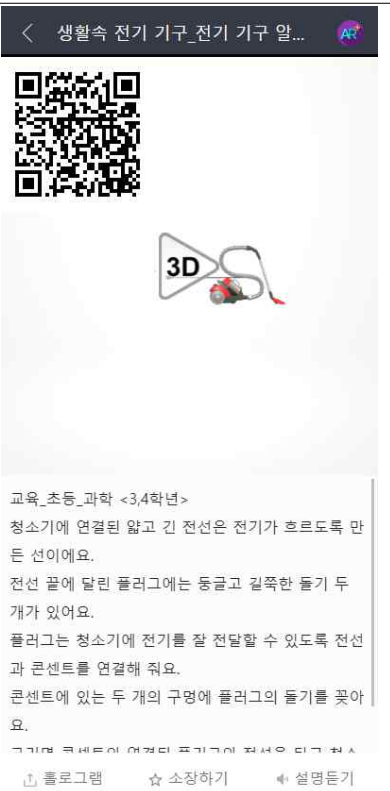 생활속 전기 기구_전기 기구 알...
AR+
3D
교육_초등_과학 <3,4학년>
청소기에 연결된 얇고 긴 전선은 전기가 흐르도록 만
든 선이에요.
전선 끝에 달린 플러그에는 둥글고 길쭉한 돌기 두
개가 있어요.
플러그는 청소기에 전기를 잘 전달할 수 있도록 전선
과 콘센트를 연결해 줘요.
콘센트에 있는 두 개의 구멍에 플러그의 돌기를 꽂아
요.
홀로그램 소장하기 설명듣기